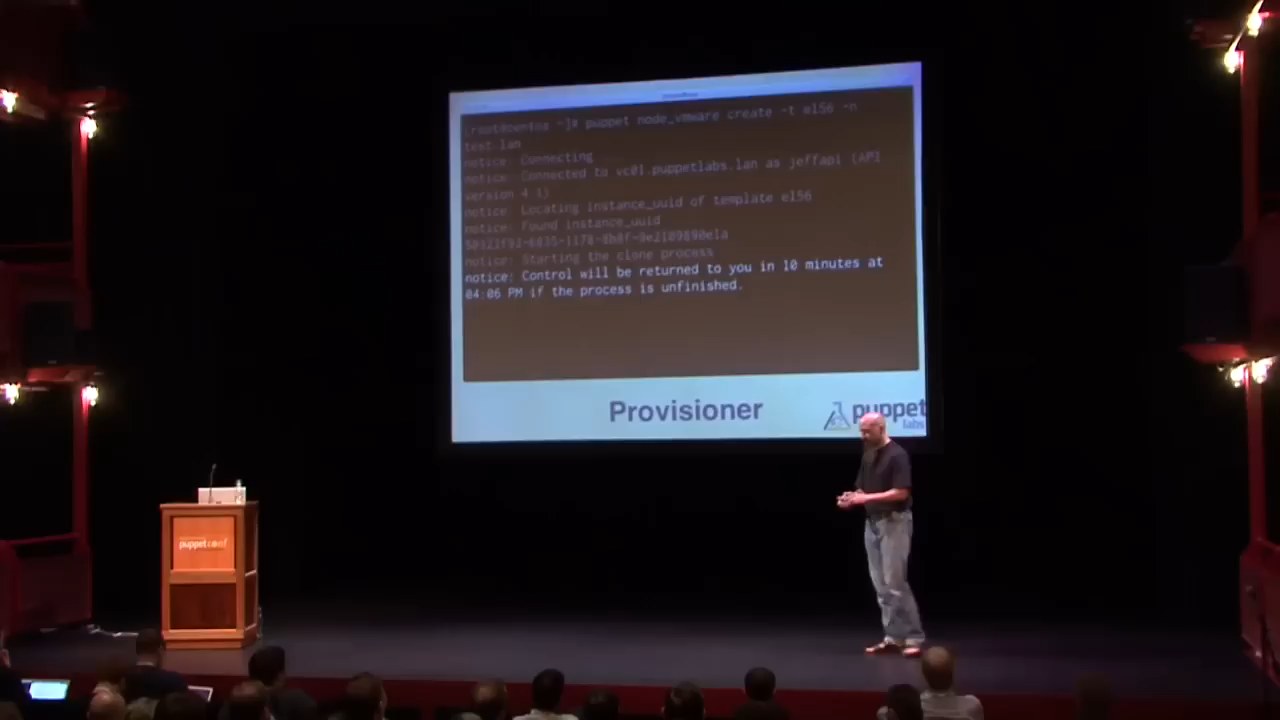 [root@centos ~]# puppet node_vmware create -t el56 -n
test.lan
notice: Connecting ...
notice: Connected to vc01.puppetlabs.lan as jeffapi (API
version 4.1)
notice: Locating instance_uuid of template el56
notice: Found instance_uuid
notice: Starting the clone process
notice: Control will be returned to you in 10 minutes at
04:06 PM if the process is unfinished.
Provisioner
puppet
labs
puppetconf